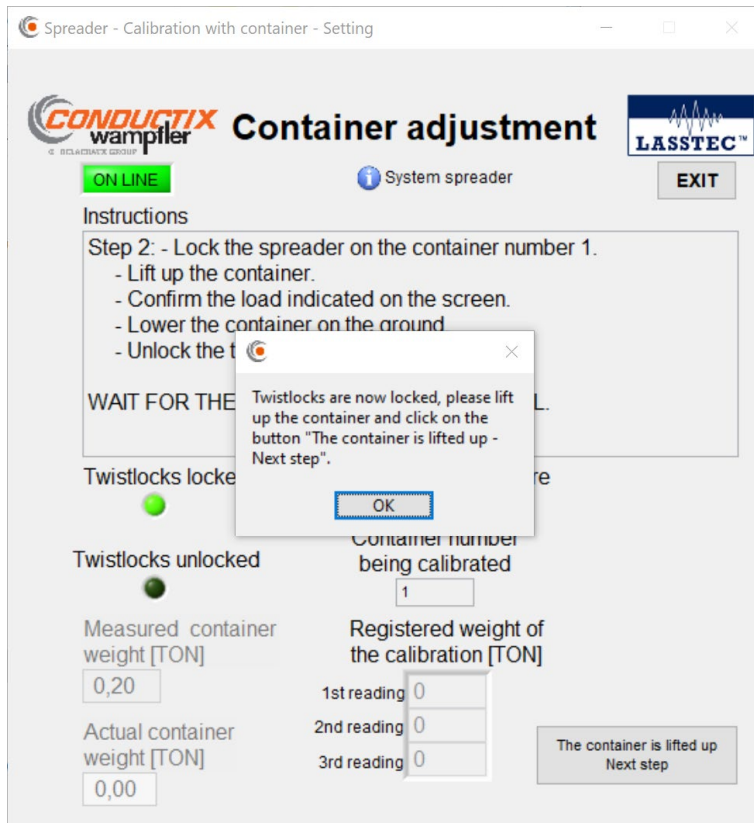 Spreader - Calibration with container - Setting
CONDUCTIX
wampfler
Container adjustment
LASSTEC™
ON LINE
System spreader
EXIT
Instructions
Step 2: - Lock the spreader on the container number 1.
- Lift up the container.
- Confirm the load indicated on the screen.
- Lower the container on the ground
- Unlock the t
WAIT FOR THE
L.
Twistlocks are now locked, please lift
up the container and click on the
button "The container is lifted up -
Next step".
OK
Twistlocks locke
re
Container number
being calibrated
1
Twistlocks unlocked
Measured container
weight [TON]
0,20
Registered weight of
the calibration [TON]
1st reading 0
2nd reading 0
3rd reading 0
Actual container
weight [TON]
0,00
The container is lifted up
Next step